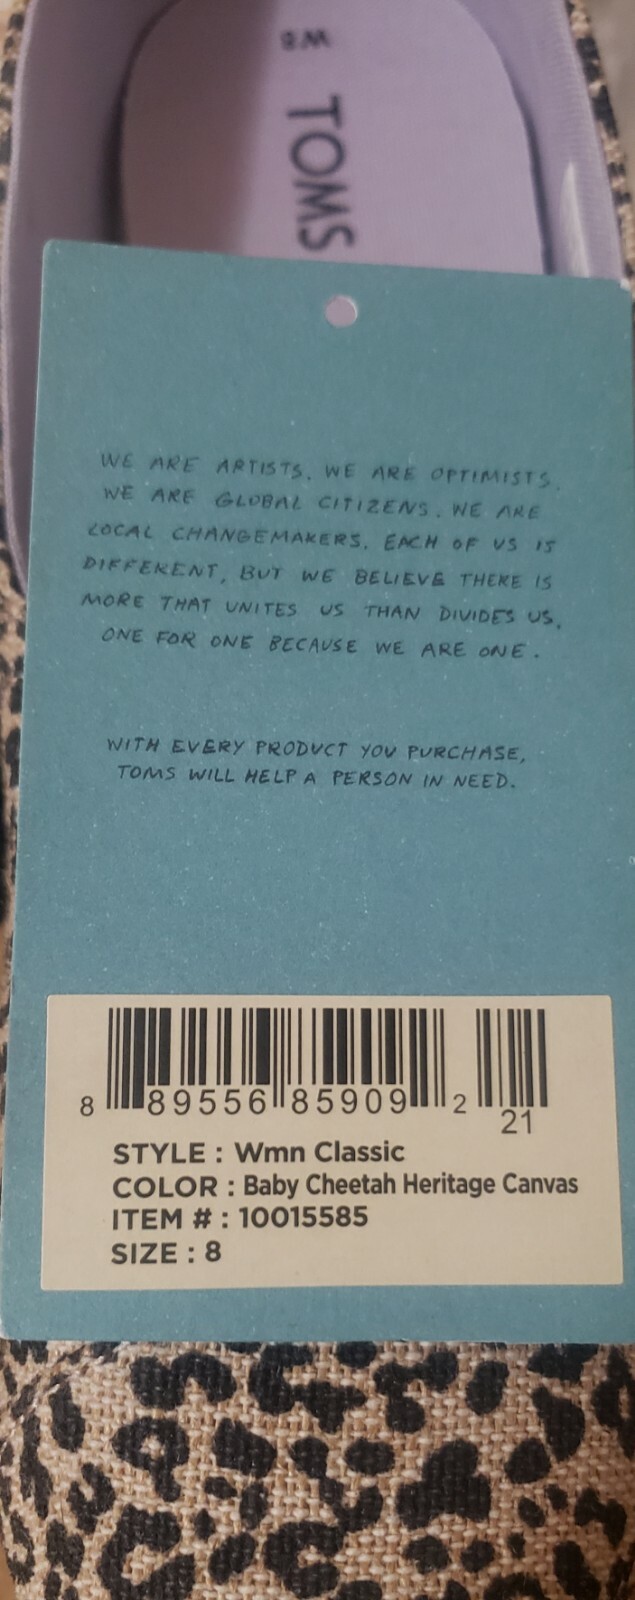 W8
TOMS
WE ARE ARTISTS. WE ARE OPTIMISTS.
WE ARE GLOBAL CITIZENS. WE ARE
LOCAL CHANGEMAKERS. EACH OF US IS
DIFFERENT, BUT WE BELIEVE THERE IS
MORE THAT UNITES US THAN DIVIDES US.
ONE FOR ONE BECAUSE WE ARE ONE.
WITH EVERY PRODUCT YOU PURCHASE,
TOMS WILL HELP A PERSON IN NEED.
8 89556 85909 2 21
STYLE : Wmn Classic
COLOR : Baby Cheetah Heritage Canvas
ITEM # : 10015585
SIZE : 8